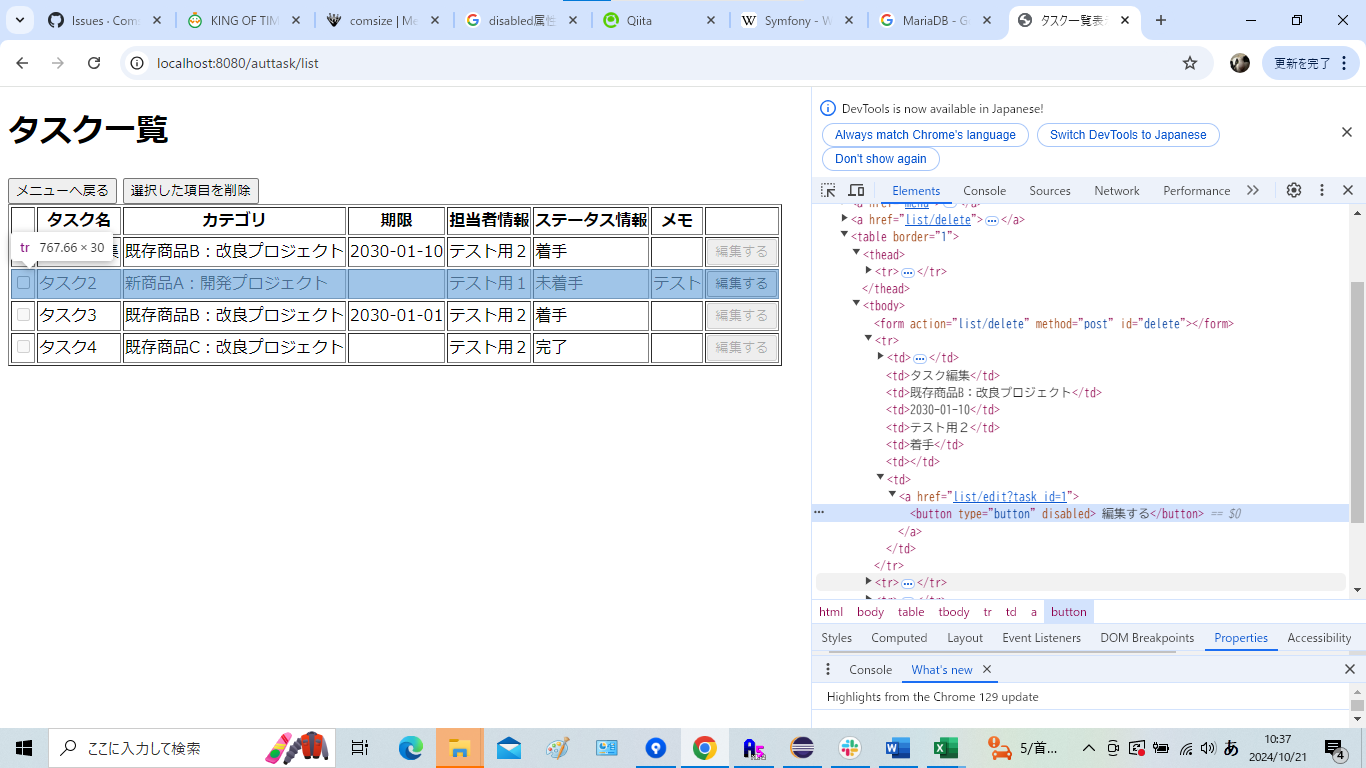 Issues · Coms
KING OF TIM
comsize | Me
disabled属性
Qiita
Symfony - W
MariaDB - G
タスク一覧表示
localhost:8080/auttask/list
更新を完了
タスク一覧
メニューへ戻る 選択した項目を削除
タスク名 カテゴリ 期限 担当者情報 ステータス情報 メモ
tr 767.66 × 30
既存商品B：改良プロジェクト 2030-01-10 テスト用２ 着手 編集する
タスク2 新商品A：開発プロジェクト テスト用１ 未着手 テスト 編集する
タスク3 既存商品B：改良プロジェクト 2030-01-01 テスト用２ 着手 編集する
タスク4 既存商品C：改良プロジェクト テスト用２ 完了 編集する
DevTools is now available in Japanese!
Always match Chrome's language Switch DevTools to Japanese
Don't show again
Elements Console Sources Network Performance
<a href="menu">…</a>
<a href="list/delete">…</a>
<table border="1">
<thead>
<tr>…</tr>
</thead>
<tbody>
<form action="list/delete" method="post" id="delete"></form>
<tr>
<td>…</td>
<td>タスク編集</td>
<td>既存商品B：改良プロジェクト</td>
<td>2030-01-10</td>
<td>テスト用２</td>
<td>着手</td>
<td></td>
<td>
<a href="list/edit?task_id=1">
<button type="button" disabled> 編集する</button> == $0
</a>
</td>
</tr>
<tr>…</tr>
<tr>…</tr>
html body table tbody tr td a button
Styles Computed Layout Event Listeners DOM Breakpoints Properties Accessibility
Console What's new
Highlights from the Chrome 129 update
ここに入力して検索
5/首...
あ
10:37
2024/10/21
4